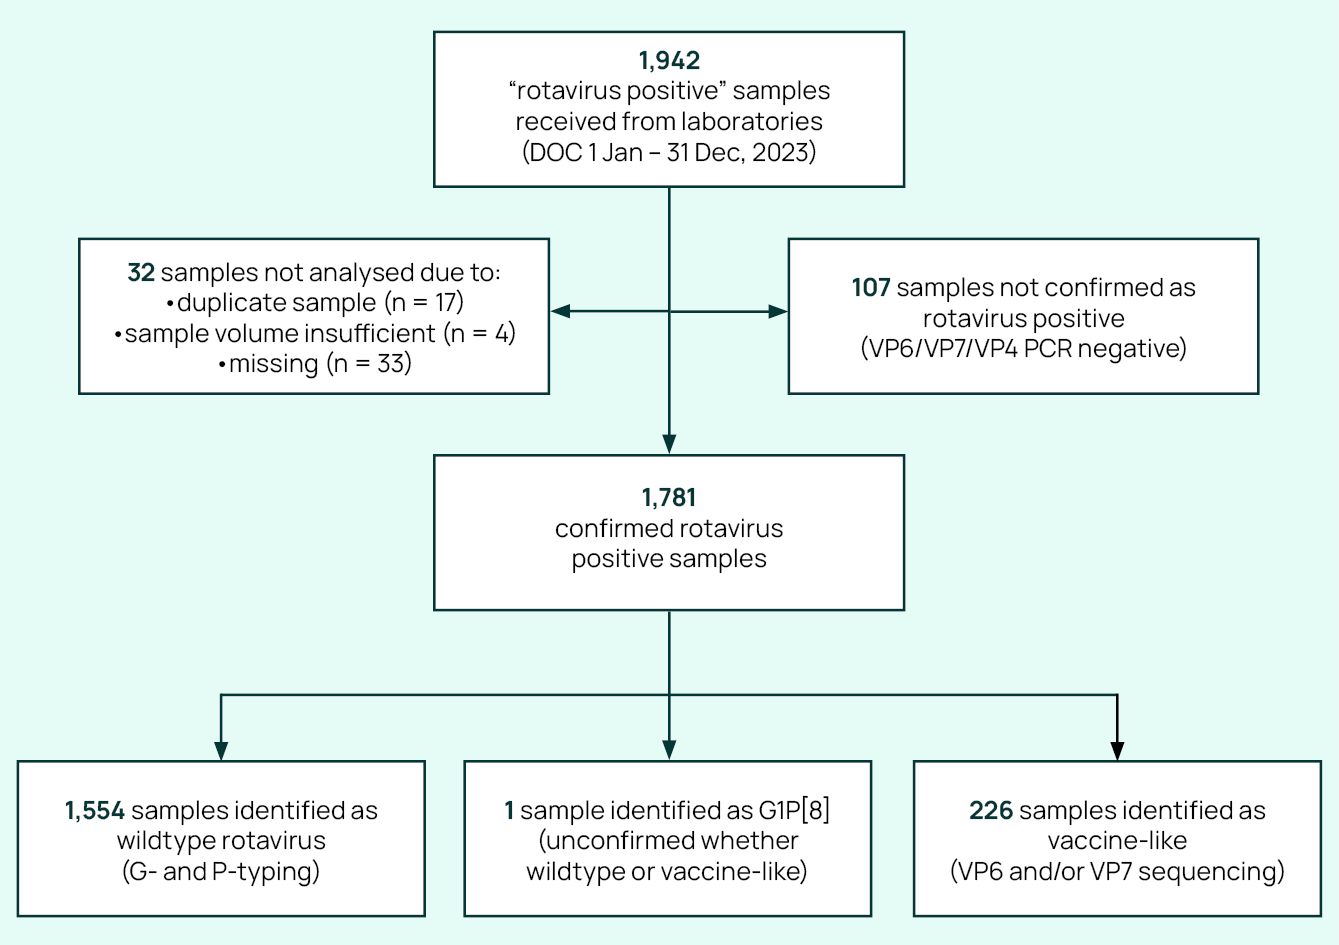 1,942
“rotavirus positive” samples
received from laboratories
(DOC 1 Jan – 31 Dec, 2023)
32 samples not analysed due to:
•duplicate sample (n = 17)
•sample volume insufficient (n = 4)
•missing (n = 33)
107 samples not confirmed as
rotavirus positive
(VP6/VP7/VP4 PCR negative)
1,781
confirmed rotavirus
positive samples
1,554 samples identified as
wildtype rotavirus
(G- and P-typing)
1 sample identified as G1P[8]
(unconfirmed whether
wildtype or vaccine-like)
226 samples identified as
vaccine-like
(VP6 and/or VP7 sequencing)